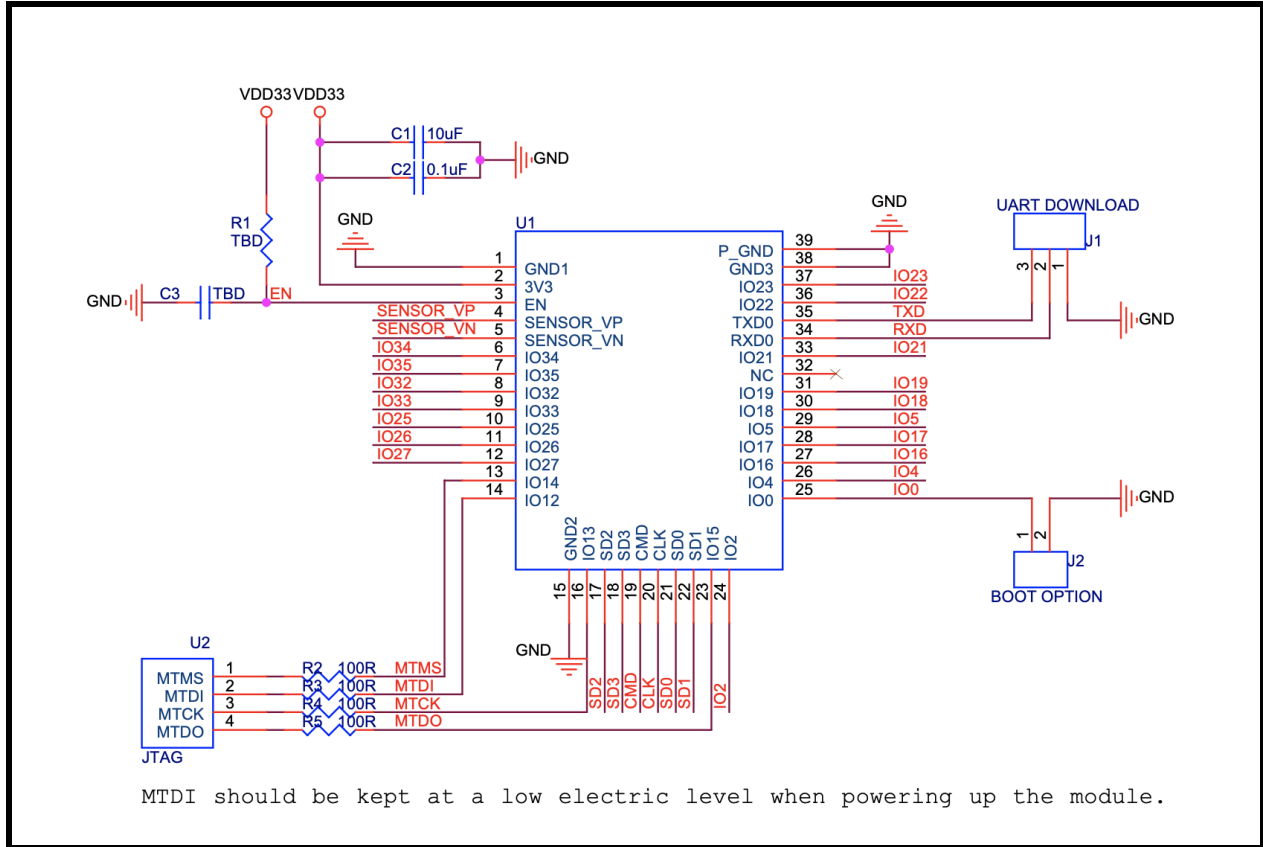 VDD33 VDD33
C1 10uF
GND
C2 0.1uF
R1
TBD
GND
GND C3 TBD EN
U1
1 GND1
2 3V3
3 EN
SENSOR_VP 4 SENSOR_VP
SENSOR_VN 5 SENSOR_VN
IO34 6 IO34
IO35 7 IO35
IO32 8 IO32
IO33 9 IO33
IO25 10 IO25
IO26 11 IO26
IO27 12 IO27
13 IO14
14 IO12
GND
P_GND 39
GND3 38
IO23 37 IO23
IO22 36 IO22
TXD0 35 TXD
RXD0 34 RXD
IO21 33 IO21
NC 32
IO19 31 IO19
IO18 30 IO18
IO5 29 IO5
IO17 28 IO17
IO16 27 IO16
IO4 26 IO4
IO0 25 IO0
UART DOWNLOAD
J1
3 2 1
GND
GND
1 2
J2
BOOT OPTION
GND2 IO13 SD2 SD3 CMD CLK SD0 SD1 IO15 IO2
15 16 17 18 19 20 21 22 23 24
GND
SD2 SD3 CMD CLK SD0 SD1 IO2
U2
MTMS 1 R2 100R MTMS
MTDI 2 R3 100R MTDI
MTCK 3 R4 100R MTCK
MTDO 4 R5 100R MTDO
JTAG
MTDI should be kept at a low electric level when powering up the module.